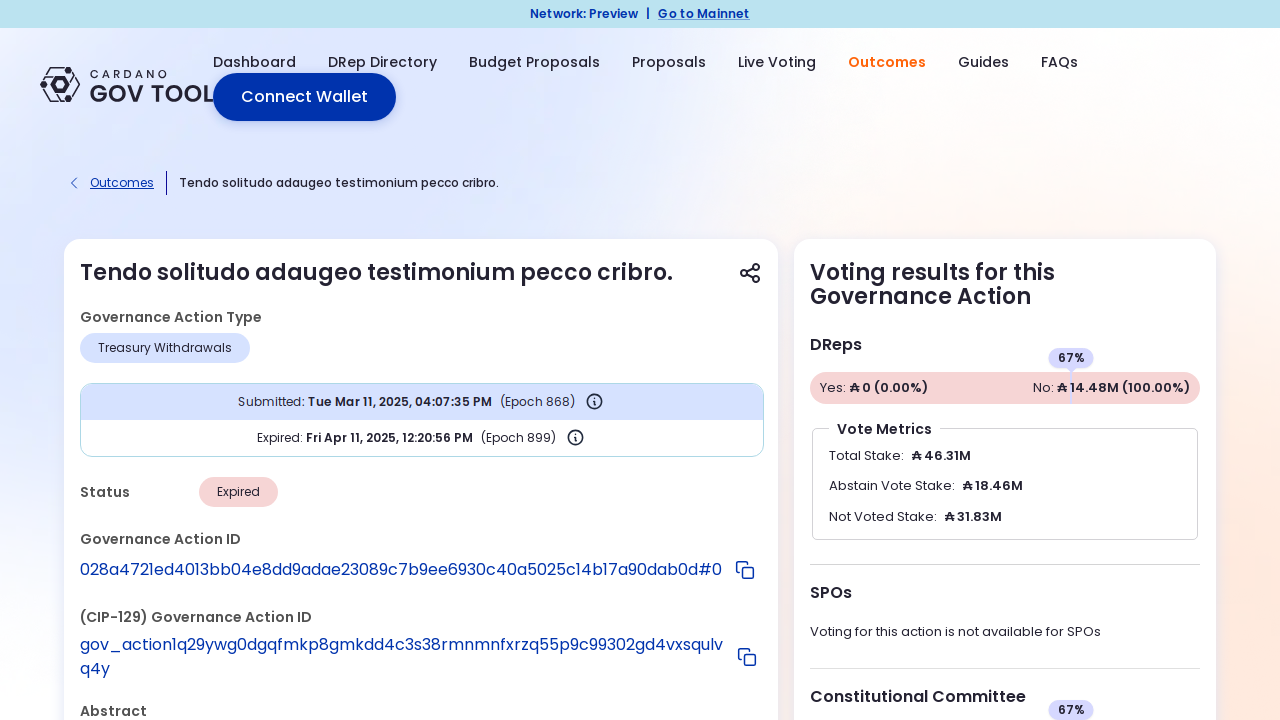 Network: Preview | Go to Mainnet
CARDANO
GOV TOOL
Dashboard DRep Directory Budget Proposals Proposals Live Voting Outcomes Guides FAQs
Connect Wallet
Outcomes | Tendo solitudo adaugeo testimonium pecco cribro.
Tendo solitudo adaugeo testimonium pecco cribro.
Governance Action Type
Treasury Withdrawals
Submitted: Tue Mar 11, 2025, 04:07:35 PM (Epoch 868)
Expired: Fri Apr 11, 2025, 12:20:56 PM (Epoch 899)
Status Expired
Governance Action ID
028a4721ed4013bb04e8dd9adae23089c7b9ee6930c40a5025c14b17a90dab0d#0
(CIP-129) Governance Action ID
gov_action1q29ywg0dgqfmkp8gmkdd4c3s38rmnmnfxrzq55p9c99302gd4vxsqulv
q4y
Abstract
Voting results for this
Governance Action
DReps
67%
Yes: ₳ 0 (0.00%) No: ₳ 14.48M (100.00%)
Vote Metrics
Total Stake: ₳ 46.31M
Abstain Vote Stake: ₳ 18.46M
Not Voted Stake: ₳ 31.83M
SPOs
Voting for this action is not available for SPOs
Constitutional Committee
67%